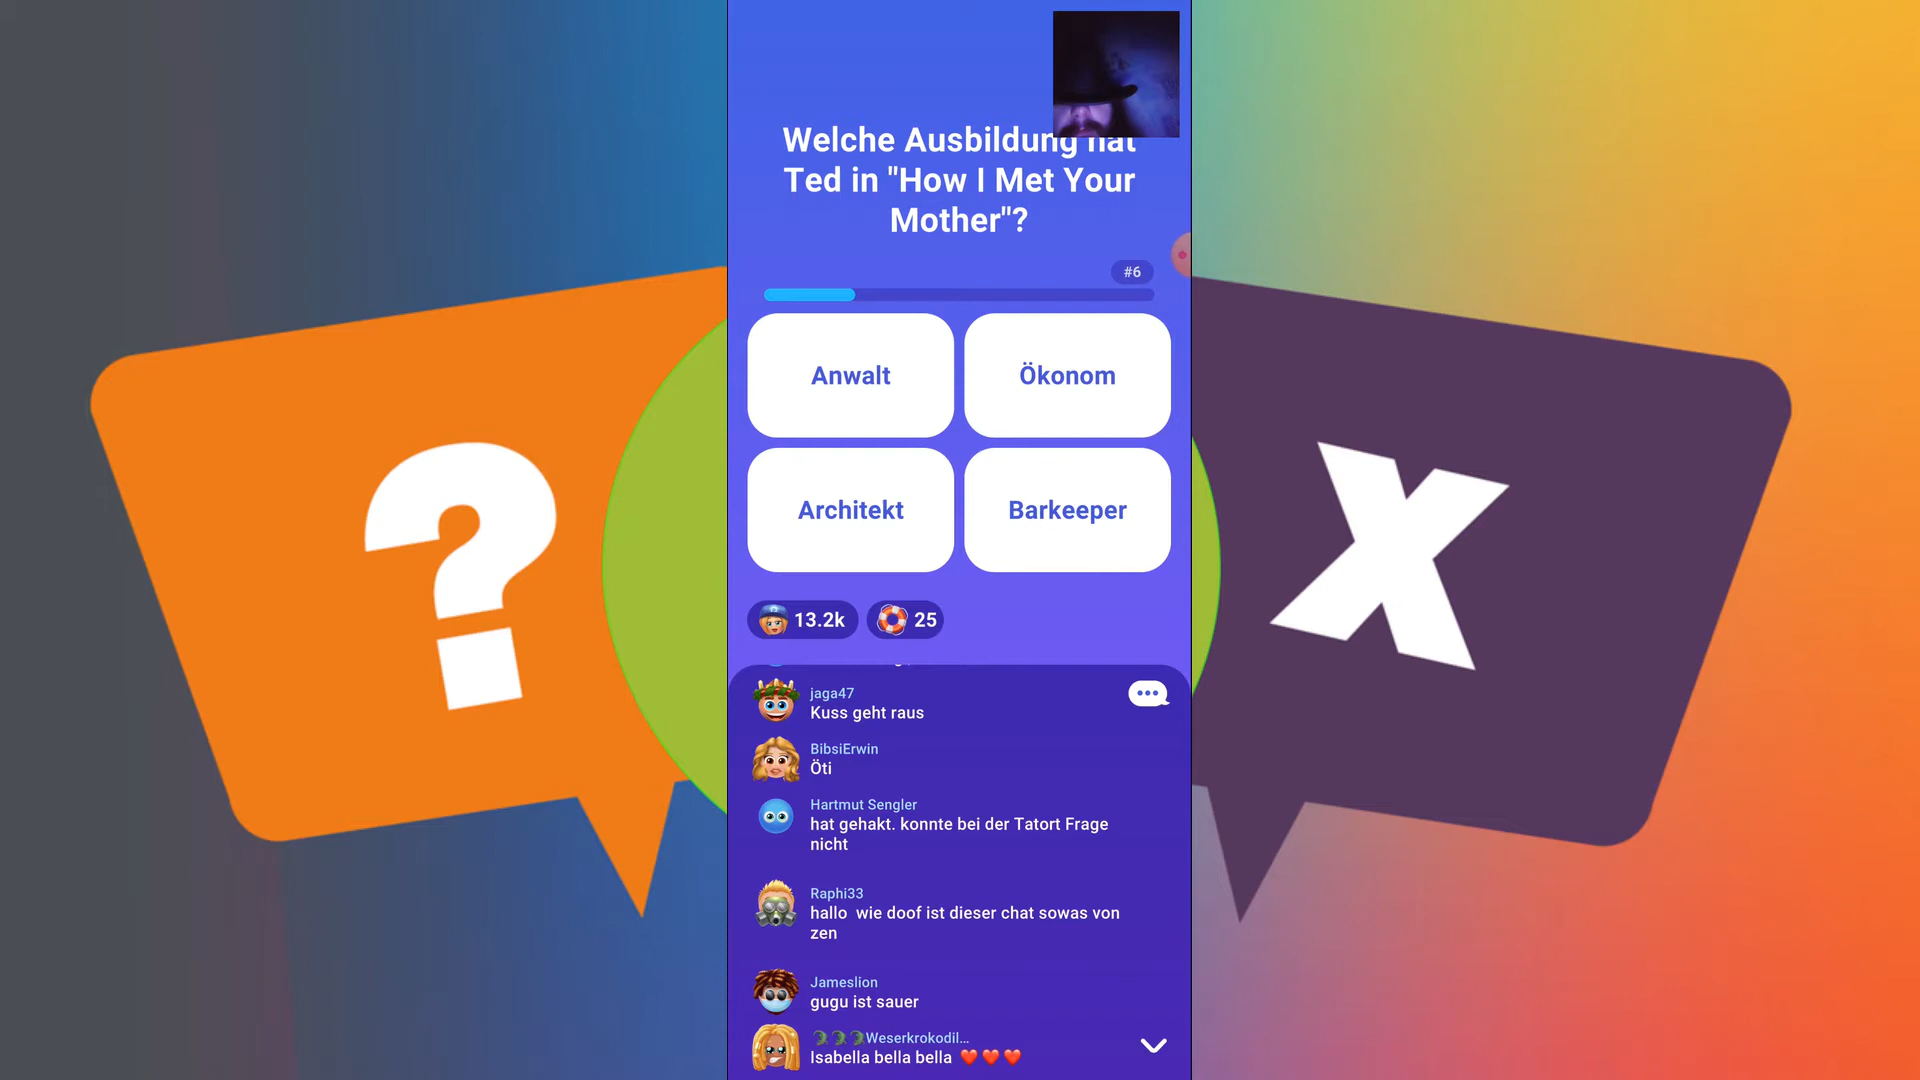 Welche Ausbildung hat
Ted in "How I Met Your
Mother"?
#6
Anwalt
Ökonom
Architekt
Barkeeper
13.2k
25
jaga47
Kuss geht raus
BibsiErwin
Öti
Hartmut Sengler
hat gehakt. konnte bei der Tatort Frage
nicht
Raphi33
hallo  wie doof ist dieser chat sowas von
zen
Jameslion
gugu ist sauer
🐊🐊🐊Weserkrokodil...
Isabella bella bella ❤️❤️❤️
?
X